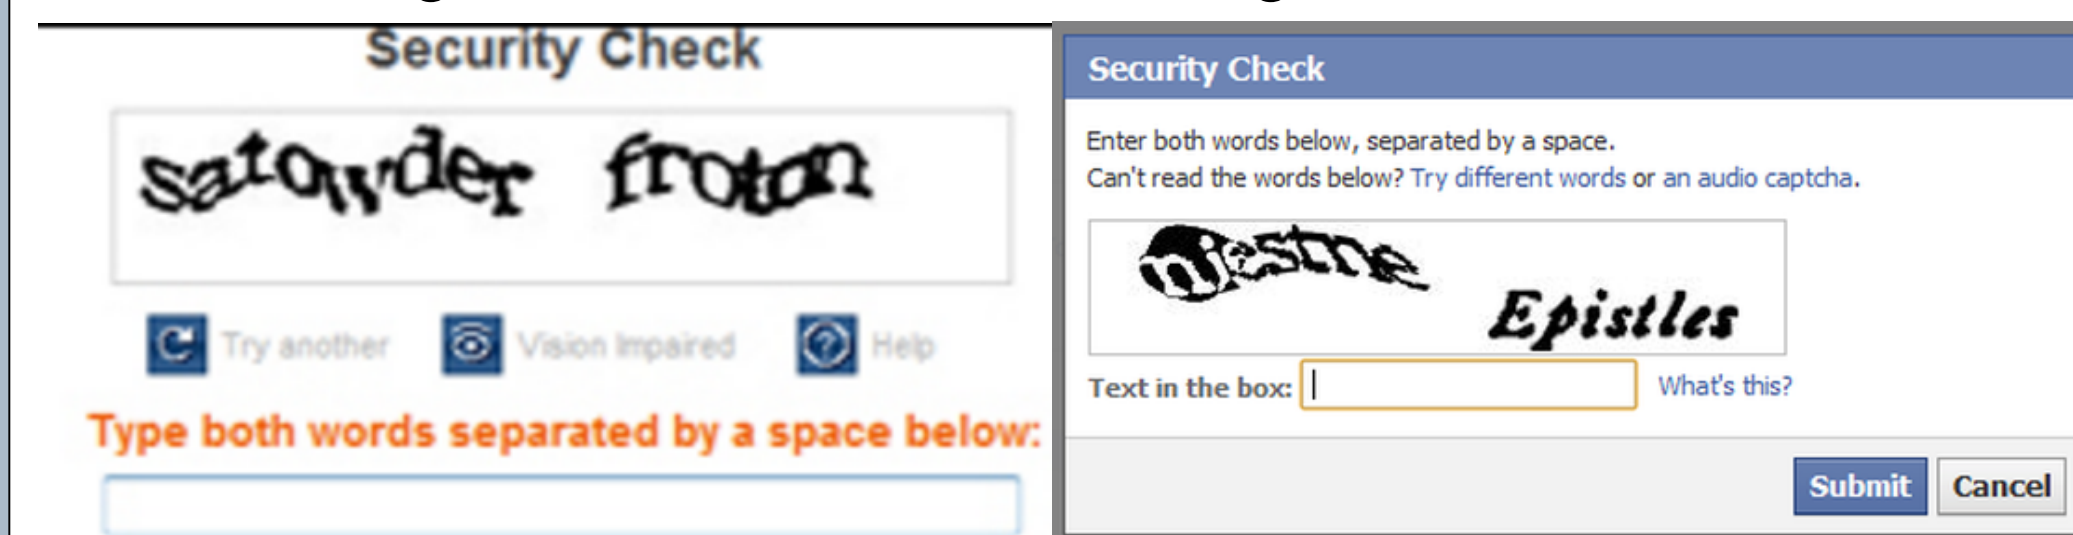 Security Check
satowder froton
Try another Vision Impaired Help
Type both words separated by a space below:
Security Check
Enter both words below, separated by a space.
Can't read the words below? Try different words or an audio captcha.
Epistles
Text in the box: What's this?
Submit Cancel